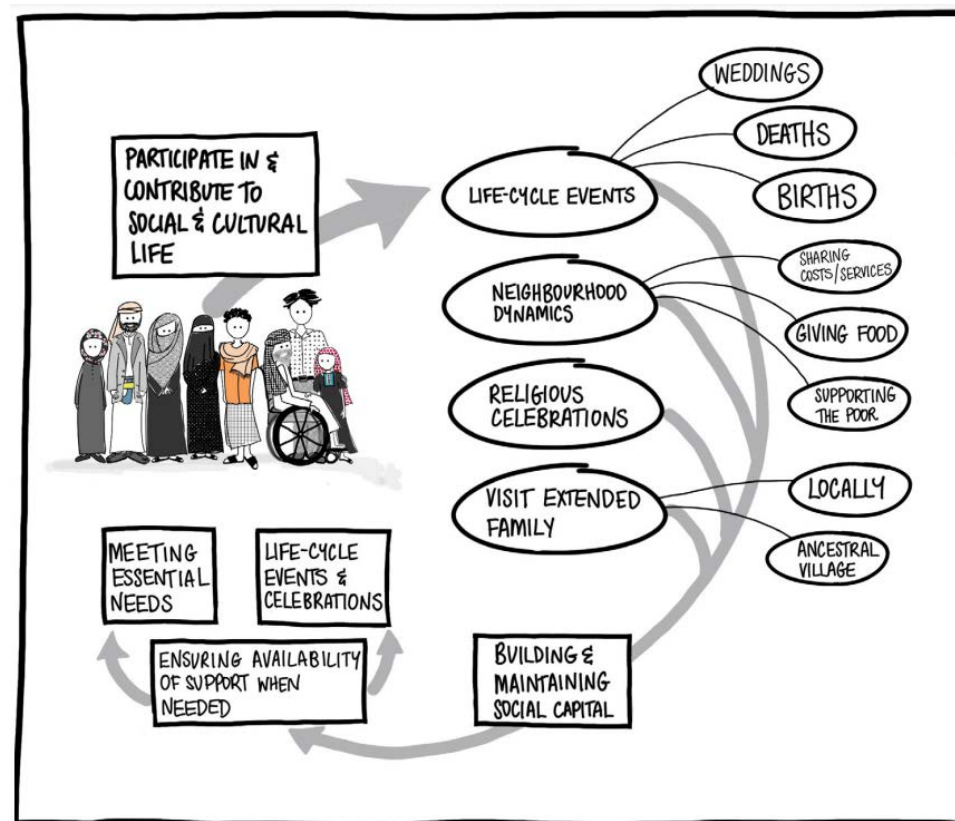 PARTICIPATE IN &
CONTRIBUTE TO
SOCIAL & CULTURAL
LIFE
LIFE-CYCLE EVENTS
WEDDINGS
DEATHS
BIRTHS
NEIGHBOURHOOD
DYNAMICS
SHARING
COSTS/SERVICES
GIVING FOOD
SUPPORTING
THE POOR
RELIGIOUS
CELEBRATIONS
VISIT EXTENDED
FAMILY
LOCALLY
ANCESTRAL
VILLAGE
MEETING
ESSENTIAL
NEEDS
LIFE-CYCLE
EVENTS &
CELEBRATIONS
ENSURING AVAILABILITY
OF SUPPORT WHEN
NEEDED
BUILDING &
MAINTAINING
SOCIAL CAPITAL